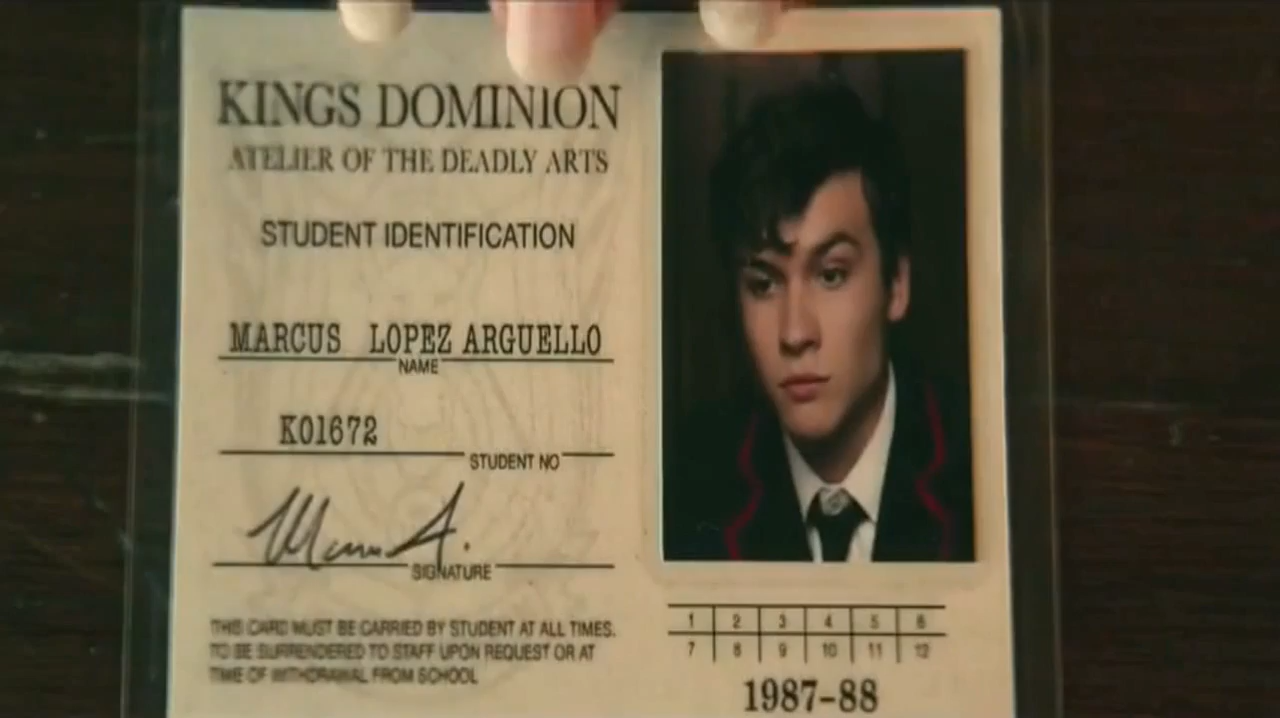 KINGS DOMINION
ATELIER OF THE DEADLY ARTS
STUDENT IDENTIFICATION
MARCUS LOPEZ ARGUELLO
NAME
K01672
STUDENT NO
Marcus A.
SIGNATURE
THIS CARD MUST BE CARRIED BY STUDENT AT ALL TIMES.
TO BE SURRENDERED TO STAFF UPON REQUEST OR AT
TIME OF WITHDRAWAL FROM SCHOOL
1 2 3 4 5 6
7 8 9 10 11 12
1987-88